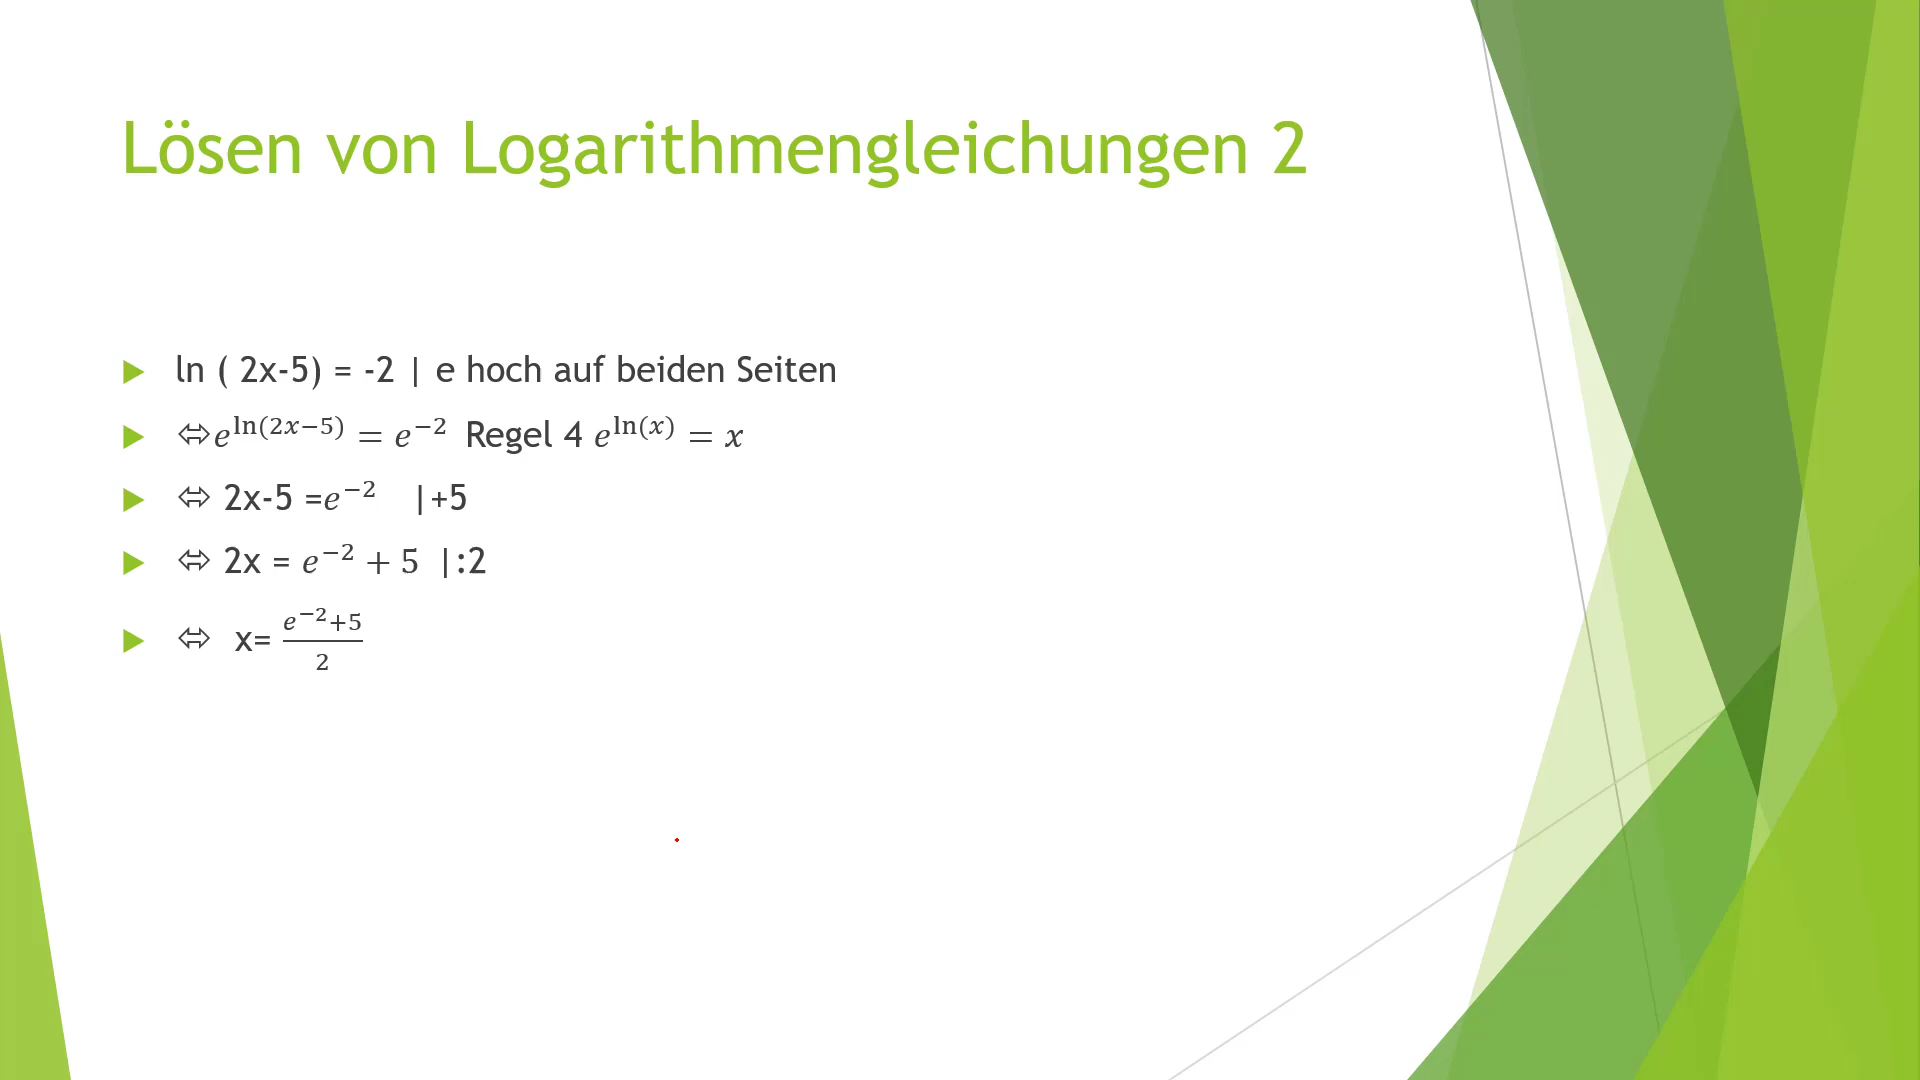 Lösen von Logarithmengleichungen 2
ln ( 2x-5) = -2 | e hoch auf beiden Seiten
⬄$e^{\ln(2x-5)} = e^{-2}$ Regel 4 $e^{\ln(x)} = x$
⬄ 2x-5 =$e^{-2}$ |+5
⬄ 2x = $e^{-2} + 5$ |:2
⬄ x= $\frac{e^{-2}+5}{2}$